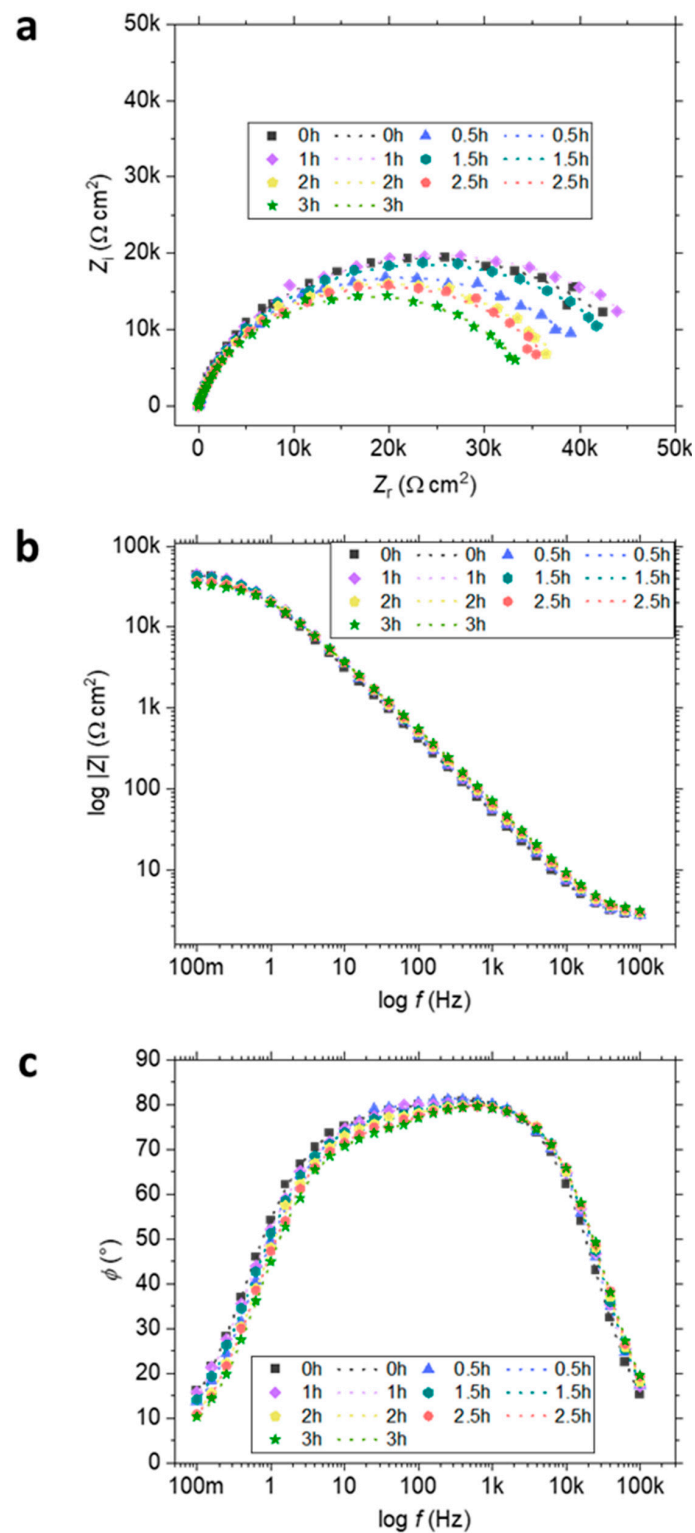 a
50k
40k
30k
20k
10k
0
Zi (Ω cm2)
0h 0h 0.5h 0.5h
1h 1h 1.5h 1.5h
2h 2h 2.5h 2.5h
3h 3h
0 10k 20k 30k 40k 50k
Zr (Ω cm2)
b
100k
10k
1k
100
10
log |Z| (Ω cm2)
0h 0h 0.5h 0.5h
1h 1h 1.5h 1.5h
2h 2h 2.5h 2.5h
3h 3h
100m 1 10 100 1k 10k 100k
log f (Hz)
c
90
80
70
60
50
40
30
20
10
0
ϕ (°)
0h 0h 0.5h 0.5h
1h 1h 1.5h 1.5h
2h 2h 2.5h 2.5h
3h 3h
100m 1 10 100 1k 10k 100k
log f (Hz)